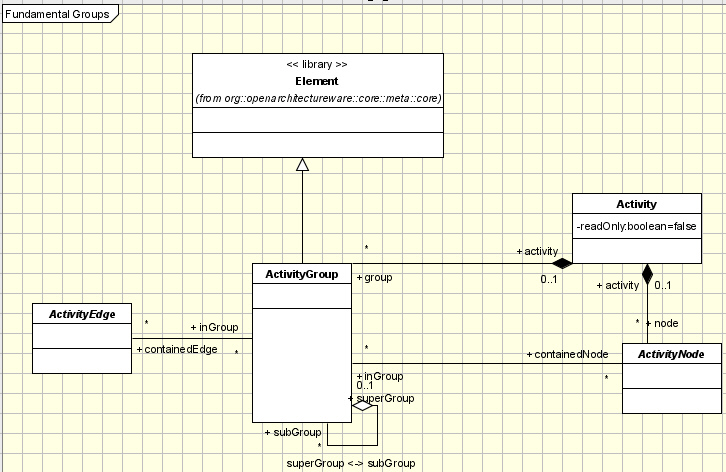 Fundamental Groups
<< library >>
Element
(from org::openarchitectureware::core::meta::core)
Activity
-readOnly:boolean=false
*
+ activity
0..1
+ group
ActivityGroup
+ activity
0..1
ActivityEdge
*
+ inGroup
+ containedEdge
*
* + node
ActivityNode
*
+ containedNode
+ inGroup
*
0..1
+ superGroup
+ subGroup
*
superGroup <-> subGroup